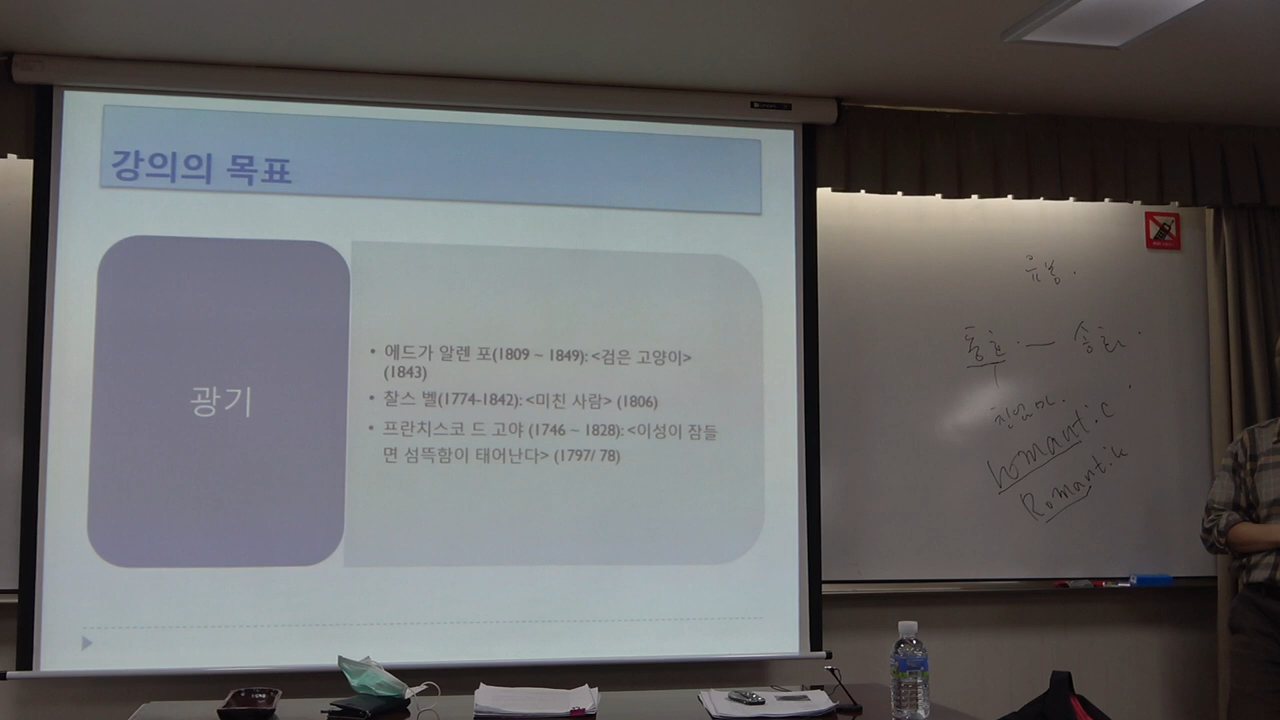 강의의 목표
광기
• 에드가 알렌 포(1809 ~ 1849): <검은 고양이>
(1843)
• 찰스 벨(1774-1842): <미친 사람> (1806)
• 프란치스코 드 고야 (1746 ~ 1828): <이성이 잠들
면 섬뜩함이 태어난다> (1797/ 78)
romantic
Romantik